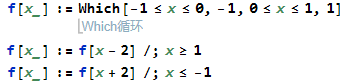 f[x_] := Which[-1 ≤ x ≤ 0, -1, 0 ≤ x ≤ 1, 1]
Which循环
f[x_] := f[x - 2] /; x ≥ 1
f[x_] := f[x + 2] /; x ≤ -1